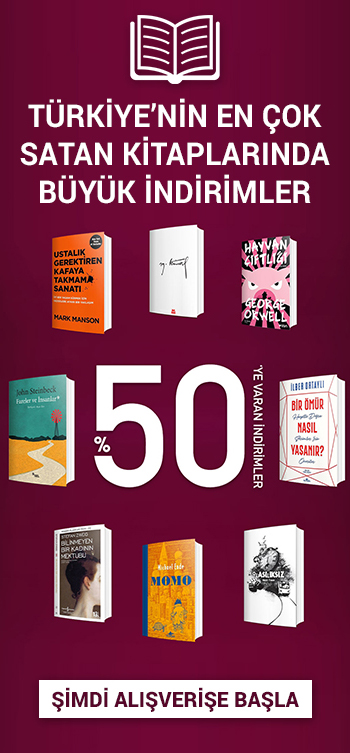 TÜRKİYE'NİN EN ÇOK
SATAN KİTAPLARINDA
BÜYÜK İNDİRİMLER
USTALIK
GEREKTİREN
KAFAYA
TAKMAMA
SANATI
MARK MANSON
HAYVAN
ÇİFTLİĞİ
GEORGE
ORWELL
John Steinbeck
Fareler ve İnsanlar
%50
'YE VARAN İNDİRİMLER
İLBER ORTAYLI
BİR ÖMÜR
NASIL
YAŞANIR?
STEFAN ZWEIG
BİLİNMEYEN
BİR KADININ
MEKTUBU
Michael Ende
MOMO
ŞİMDİ ALIŞVERİŞE BAŞLA